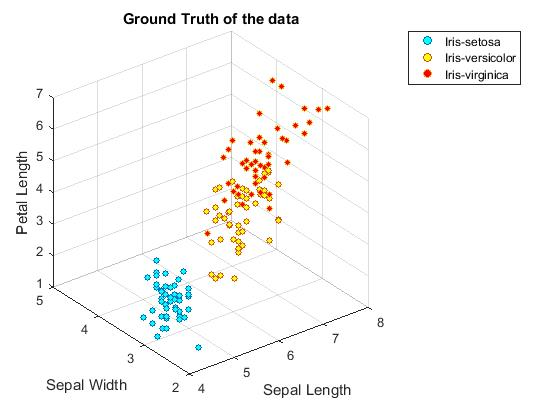 Ground Truth of the data
Iris-setosa
Iris-versicolor
Iris-virginica
7
6
5
4
3
2
1
Petal Length
5
4
3
2
Sepal Width
4
5
6
7
8
Sepal Length